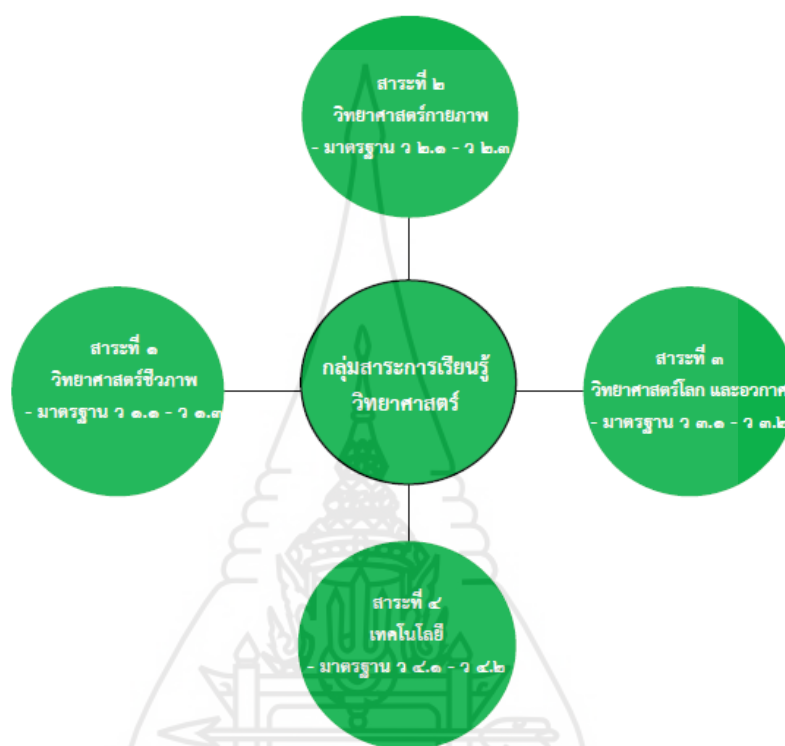 สาระที่ ๒
วิทยาศาสตร์กายภาพ
- มาตรฐาน ว ๒.๑ - ว ๒.๓
สาระที่ ๑
วิทยาศาสตร์ชีวภาพ
- มาตรฐาน ว ๑.๑ - ว ๑.๓
กลุ่มสาระการเรียนรู้
วิทยาศาสตร์
สาระที่ ๓
วิทยาศาสตร์โลก และอวกาศ
- มาตรฐาน ว ๓.๑ - ว ๓.๒
สาระที่ ๔
เทคโนโลยี
- มาตรฐาน ว ๔.๑ - ว ๔.๒